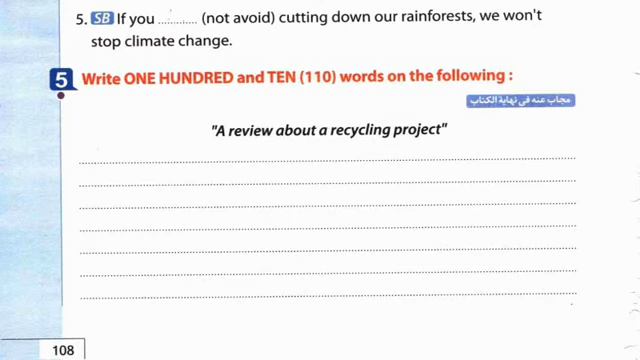 5. SB If you ............ (not avoid) cutting down our rainforests, we won't
stop climate change.
5 Write ONE HUNDRED and TEN (110) words on the following :
مجاب عنه في نهاية الكتاب
"A review about a recycling project"
108